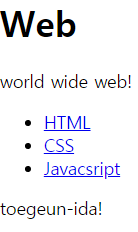 Web
world wide web!
HTML
CSS
Javacsript
toegeun-ida!